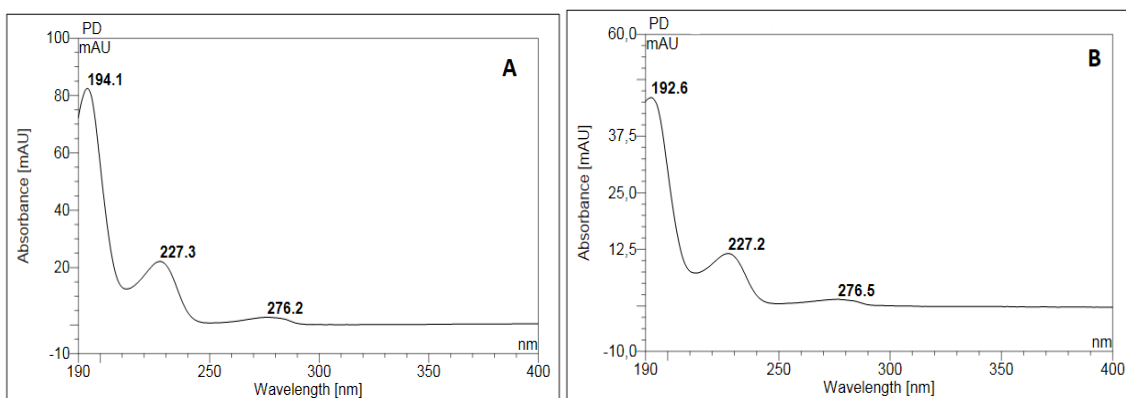 PD
100
mAU
A
80
194.1
60
40
20
227.3
276.2
-10
nm
190
250
300
350
400
Absorbance [mAU]
Wavelength [nm]
PD
60,0
mAU
B
192.6
37,5
25,0
12,5
227.2
276.5
-10,0
nm
190
250
300
350
400
Absorbance [mAU]
Wavelength [nm]